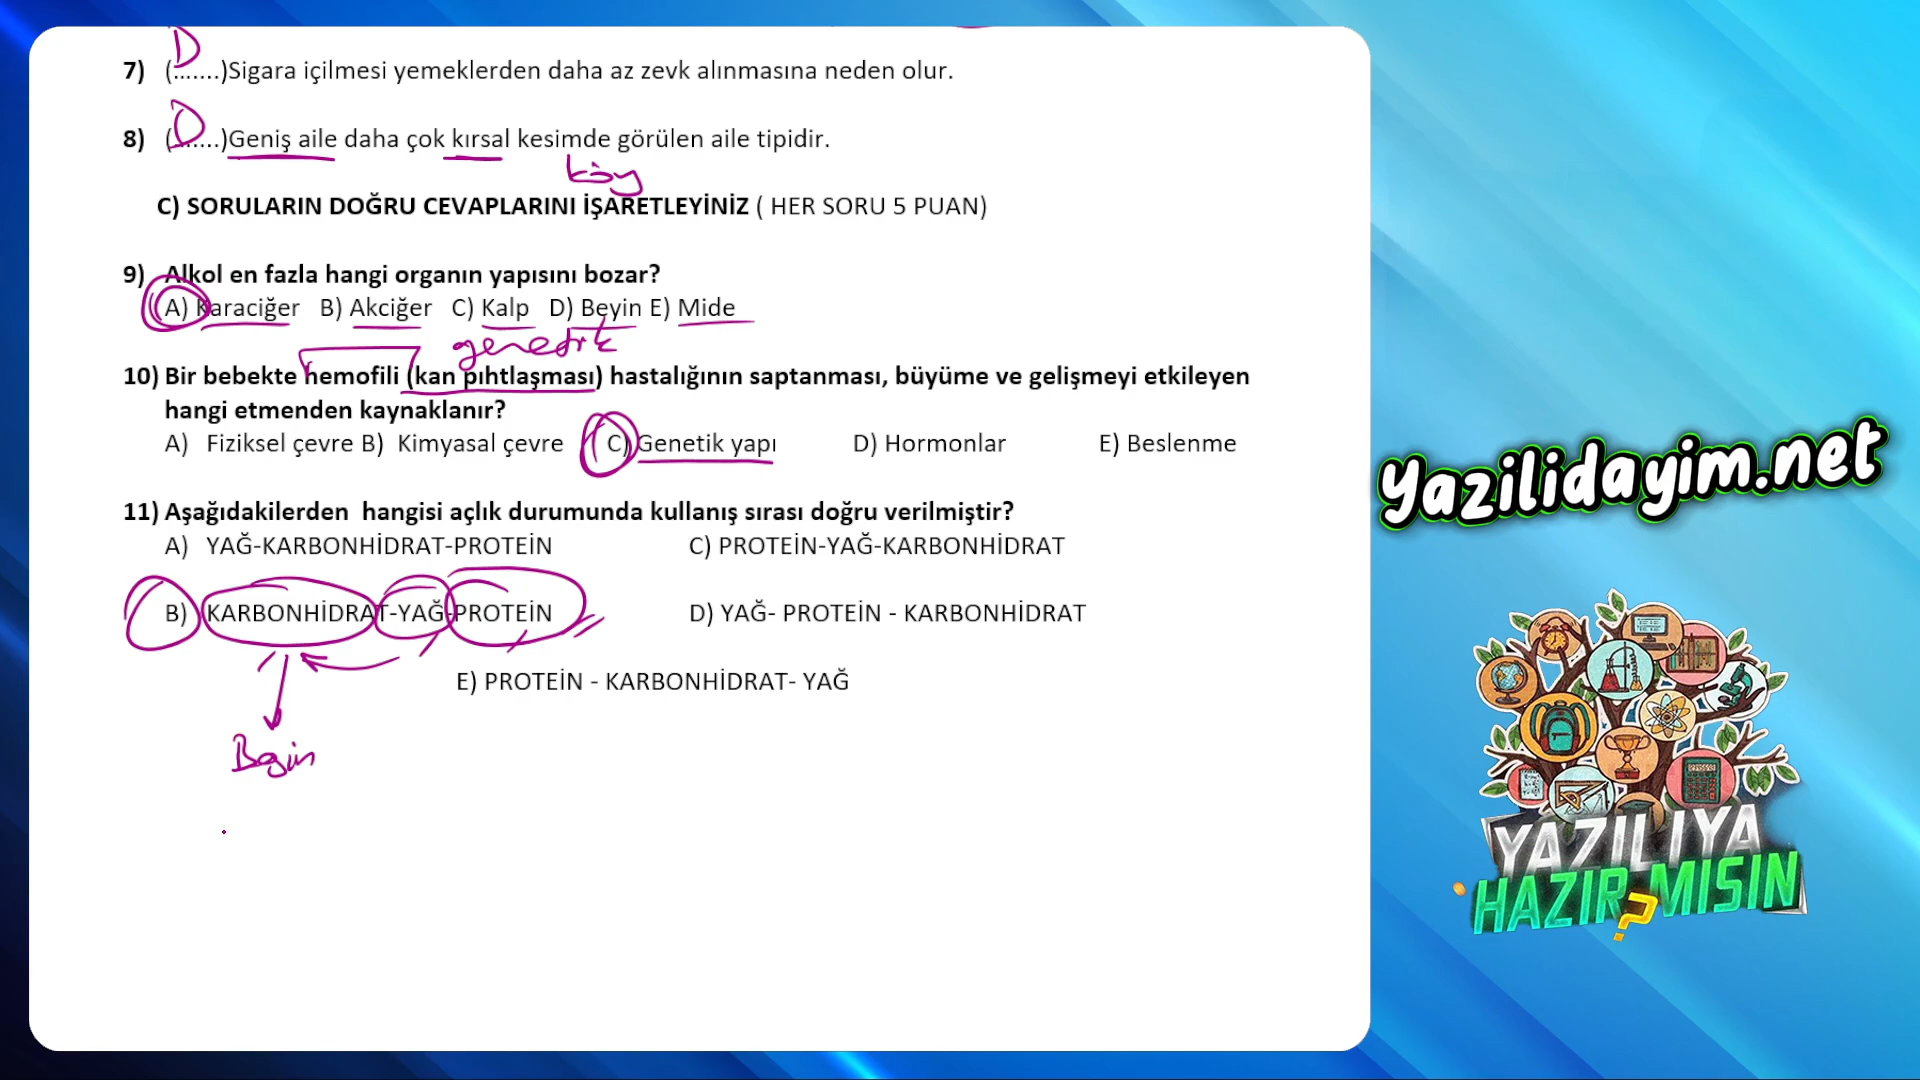 D
7) (.......)Sigara içilmesi yemeklerden daha az zevk alınmasına neden olur.
D
8) (.......)Geniş aile daha çok kırsal kesimde görülen aile tipidir.
köy
C) SORULARIN DOĞRU CEVAPLARINI İŞARETLEYİNİZ ( HER SORU 5 PUAN)
9) Alkol en fazla hangi organın yapısını bozar?
A) Karaciğer B) Akciğer C) Kalp D) Beyin E) Mide
genetik
10) Bir bebekte hemofili (kan pıhtlaşması) hastalığının saptanması, büyüme ve gelişmeyi etkileyen
hangi etmenden kaynaklanır?
A) Fiziksel çevre B) Kimyasal çevre C) Genetik yapı D) Hormonlar E) Beslenme
11) Aşağıdakilerden hangisi açlık durumunda kullanış sırası doğru verilmiştir?
A) YAĞ-KARBONHİDRAT-PROTEİN C) PROTEİN-YAĞ-KARBONHİDRAT
B) KARBONHİDRAT-YAĞ-PROTEİN D) YAĞ- PROTEİN - KARBONHİDRAT
E) PROTEİN - KARBONHİDRAT- YAĞ
Beyin
Yazilidayim.net
YAZILIYA
HAZIR MISIN
?